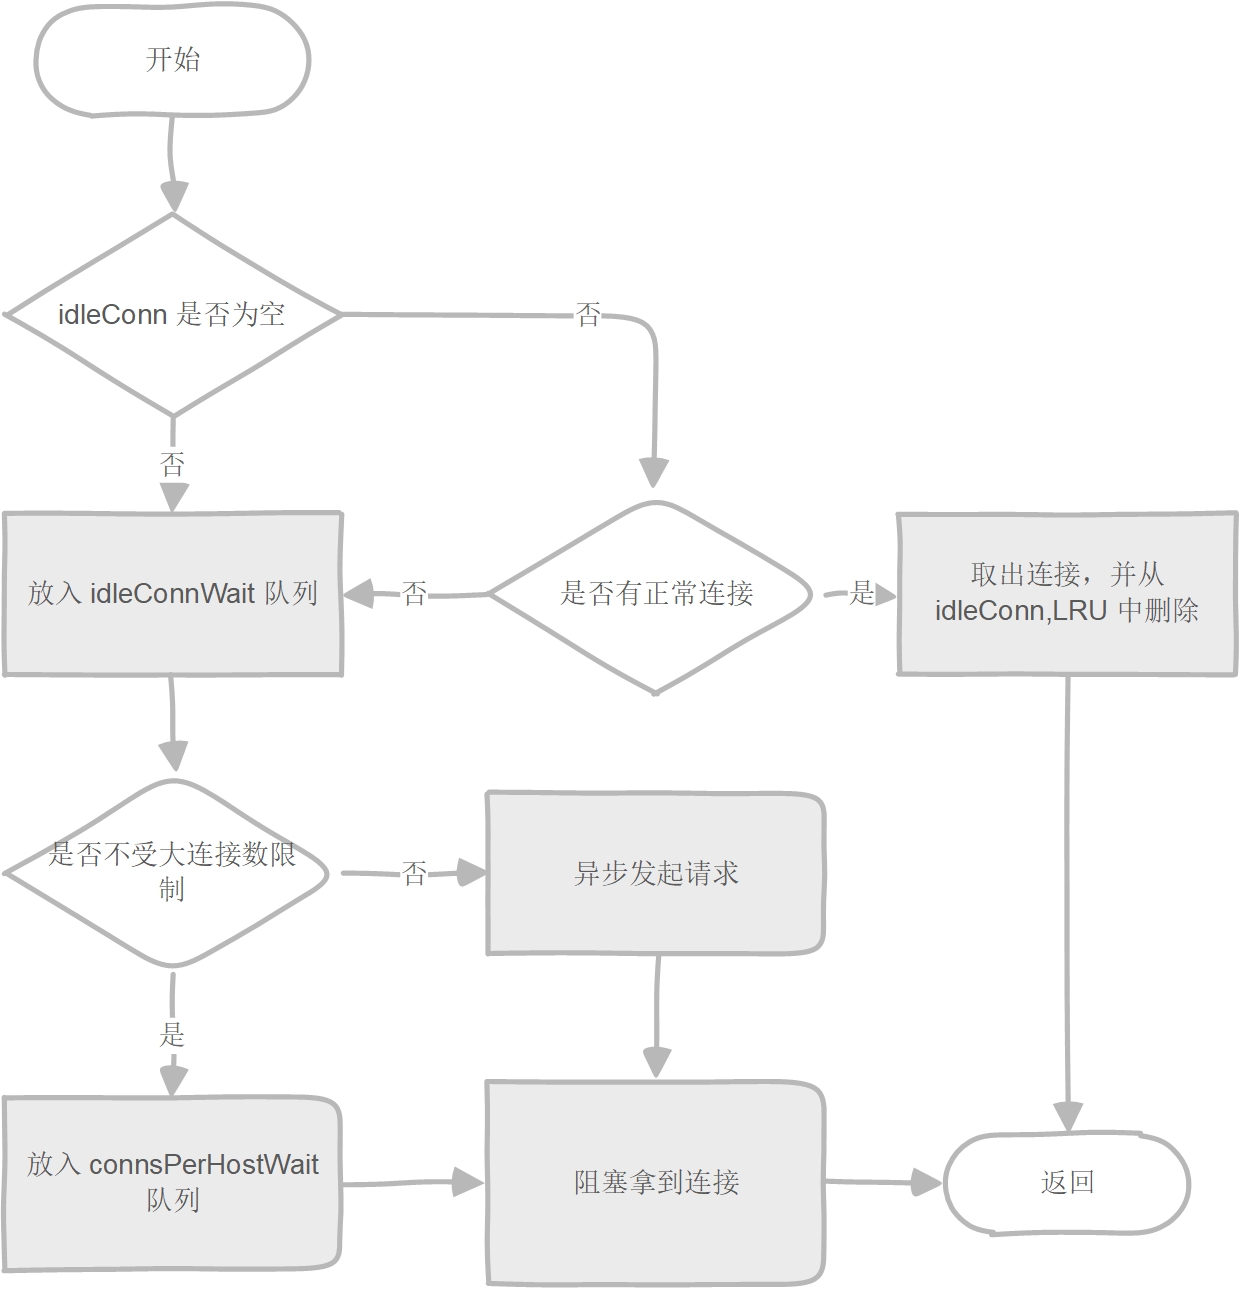 开始
idleConn 是否为空
否
否
放入 idleConnWait 队列
否
是否有正常连接
是
取出连接，并从
idleConn,LRU 中删除
是否不受大连接数限
制
否
异步发起请求
是
放入 connsPerHostWait
队列
阻塞拿到连接
返回